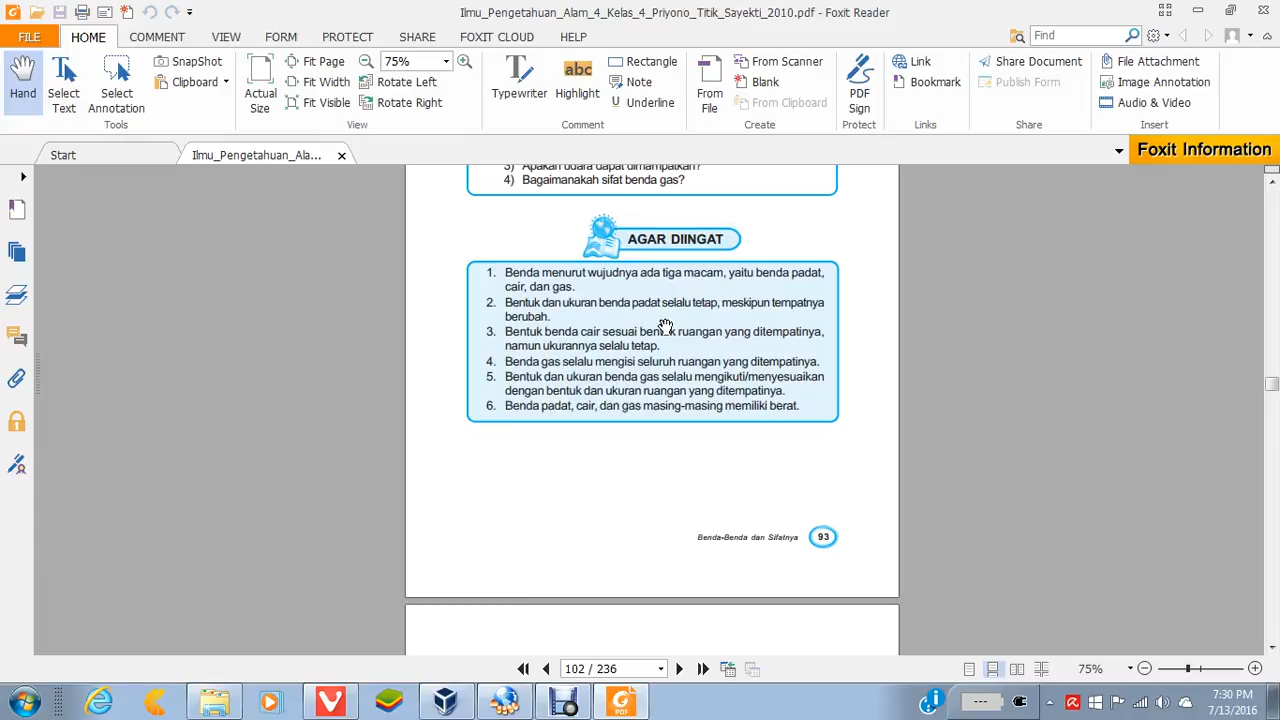 Ilmu_Pengetahuan_Alam_4_Kelas_4_Priyono_Titik_Sayekti_2010.pdf - Foxit Reader
FILE HOME COMMENT VIEW FORM PROTECT SHARE FOXIT CLOUD HELP Find
Hand
Select Text
Select Annotation
SnapShot
Clipboard
Tools
Actual Size
Fit Page
Fit Width
Fit Visible
75%
Rotate Left
Rotate Right
View
Typewriter
Highlight
Rectangle
Note
Underline
Comment
From File
From Scanner
Blank
From Clipboard
Create
PDF Sign
Protect
Link
Bookmark
Links
Share Document
Publish Form
Share
File Attachment
Image Annotation
Audio & Video
Insert
Start Ilmu_Pengetahuan_Ala... Foxit Information
3) Apakah udara dapat dimampatkan?
4) Bagaimanakah sifat benda gas?
AGAR DIINGAT
1. Benda menurut wujudnya ada tiga macam, yaitu benda padat,
cair, dan gas.
2. Bentuk dan ukuran benda padat selalu tetap, meskipun tempatnya
berubah.
3. Bentuk benda cair sesuai bentuk ruangan yang ditempatinya,
namun ukurannya selalu tetap.
4. Benda gas selalu mengisi seluruh ruangan yang ditempatinya.
5. Bentuk dan ukuran benda gas selalu mengikuti/menyesuaikan
dengan bentuk dan ukuran ruangan yang ditempatinya.
6. Benda padat, cair, dan gas masing-masing memiliki berat.
Benda-Benda dan Sifatnya 93
102 / 236 75%
PDF
7:30 PM
7/13/2016